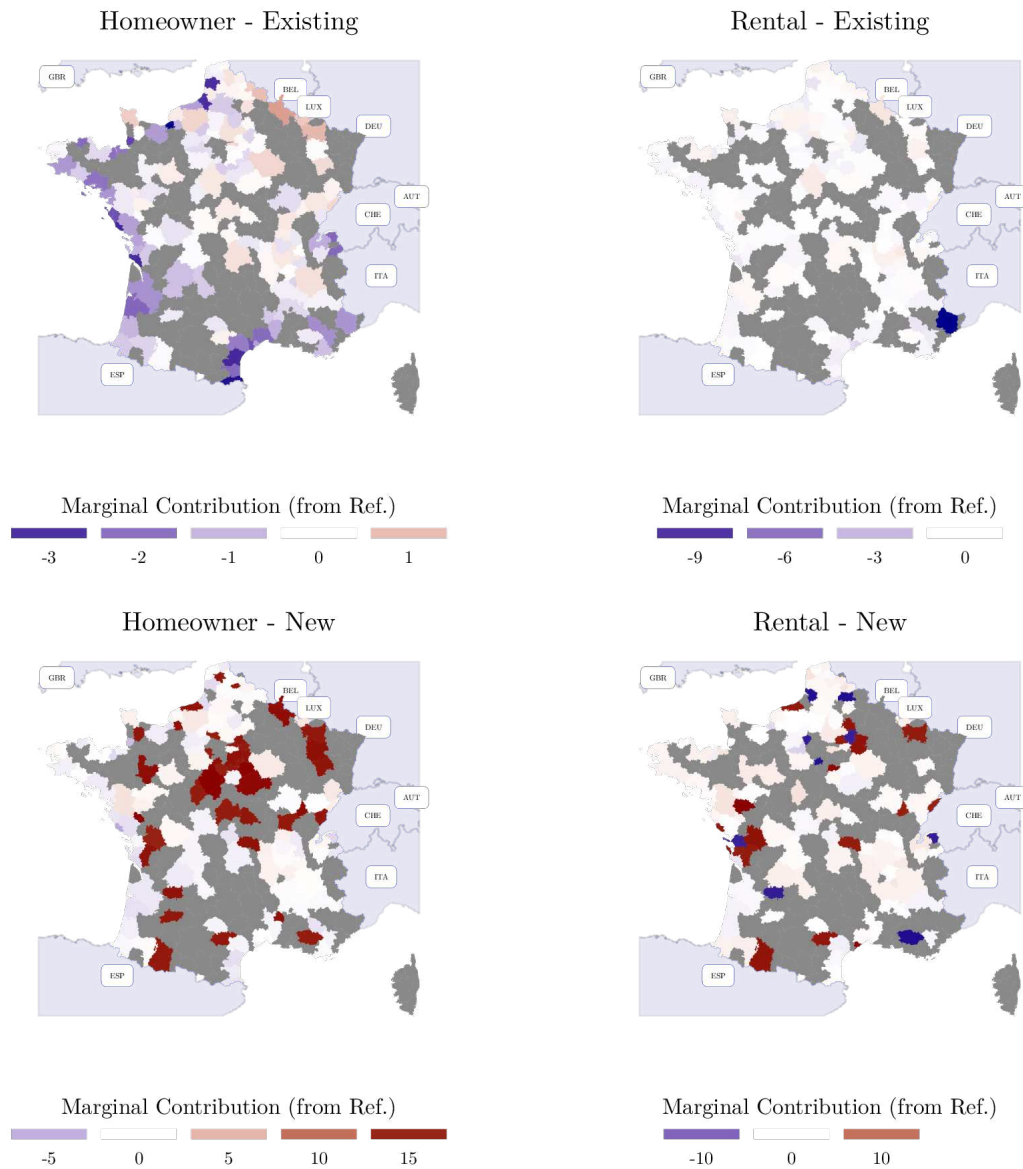 Homeowner - Existing
Rental - Existing
GBR
BEL
LUX
DEU
AUT
CHE
ITA
ESP
GBR
BEL
LUX
DEU
AUT
CHE
ITA
ESP
Marginal Contribution (from Ref.)
-3 -2 -1 0 1
Marginal Contribution (from Ref.)
-9 -6 -3 0
Homeowner - New
Rental - New
GBR
BEL
LUX
DEU
AUT
CHE
ITA
ESP
GBR
BEL
LUX
DEU
AUT
CHE
ITA
ESP
Marginal Contribution (from Ref.)
-5 0 5 10 15
Marginal Contribution (from Ref.)
-10 0 10